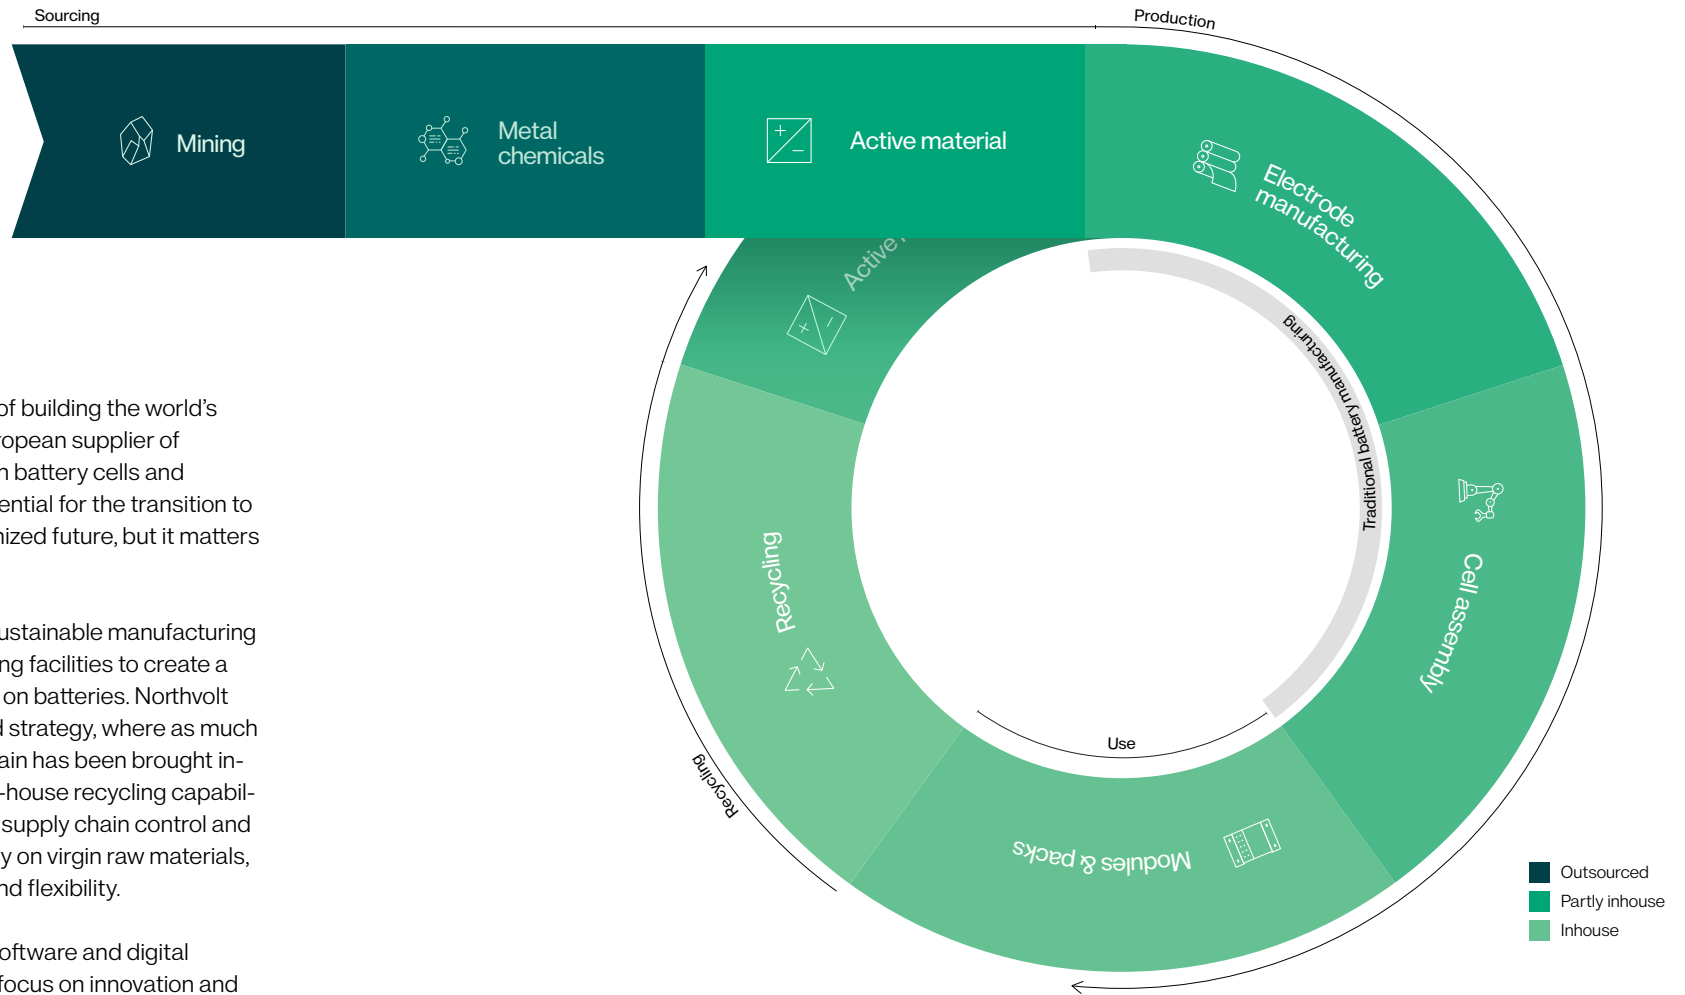 Sourcing
Production
Mining
Metal
chemicals
Active material
Electrode
manufacturing
Active
Traditional battery manufacturing
Cell assembly
Use
Modules & packs
Recycling
Recycling
of building the world's
ropean supplier of
n battery cells and
ential for the transition to
nized future, but it matters
ustainable manufacturing
ng facilities to create a
on batteries. Northvolt
d strategy, where as much
ain has been brought in-
-house recycling capabil-
supply chain control and
y on virgin raw materials,
nd flexibility.
oftware and digital
focus on innovation and
Outsourced
Partly inhouse
Inhouse